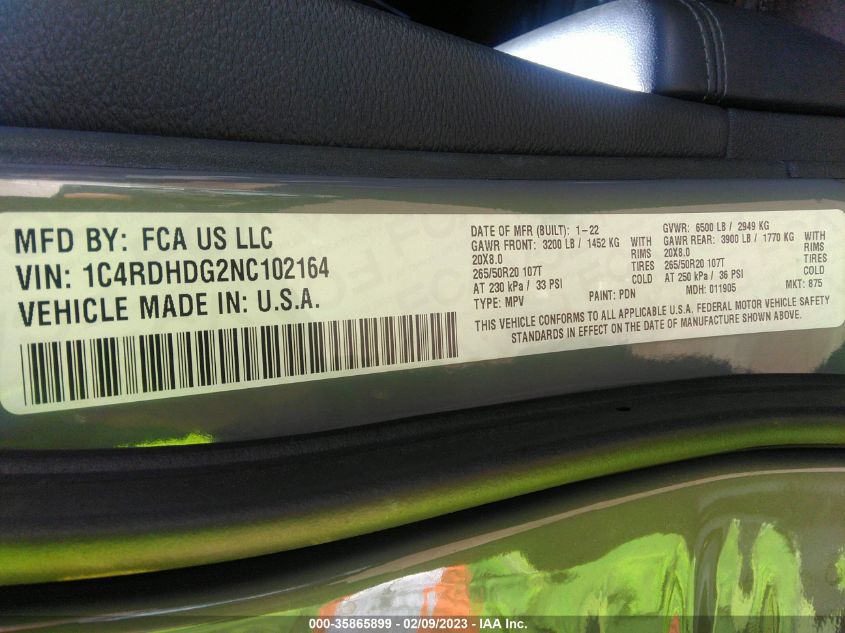 MFD BY: FCA US LLC
VIN: 1C4RDHDG2NC102164
VEHICLE MADE IN: U.S.A.
DATE OF MFR (BUILT): 1-22 GVWR: 6500 LB / 2949 KG
GAWR FRONT: 3200 LB / 1452 KG WITH GAWR REAR: 3900 LB / 1770 KG WITH
20X8.0 RIMS 20X8.0 RIMS
265/50R20 107T TIRES 265/50R20 107T TIRES
AT 230 kPa / 33 PSI COLD AT 250 kPa / 36 PSI COLD
TYPE: MPV PAINT: PDN MDH: 011905 MKT: 875
THIS VEHICLE CONFORMS TO ALL APPLICABLE U.S.A. FEDERAL MOTOR VEHICLE SAFETY
STANDARDS IN EFFECT ON THE DATE OF MANUFACTURE SHOWN ABOVE.
000-35865899 — 02/09/2023 — IAA Inc.